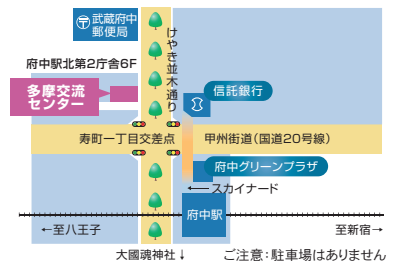 武蔵府中
郵便局
けやき並木通り
府中駅北第2庁舎6F
多摩交流
センター
信託銀行
寿町一丁目交差点
甲州街道(国道20号線)
府中グリーンプラザ
←スカイナード
府中駅
←至八王子
至新宿→
大國魂神社↓
ご注意:駐車場はありません